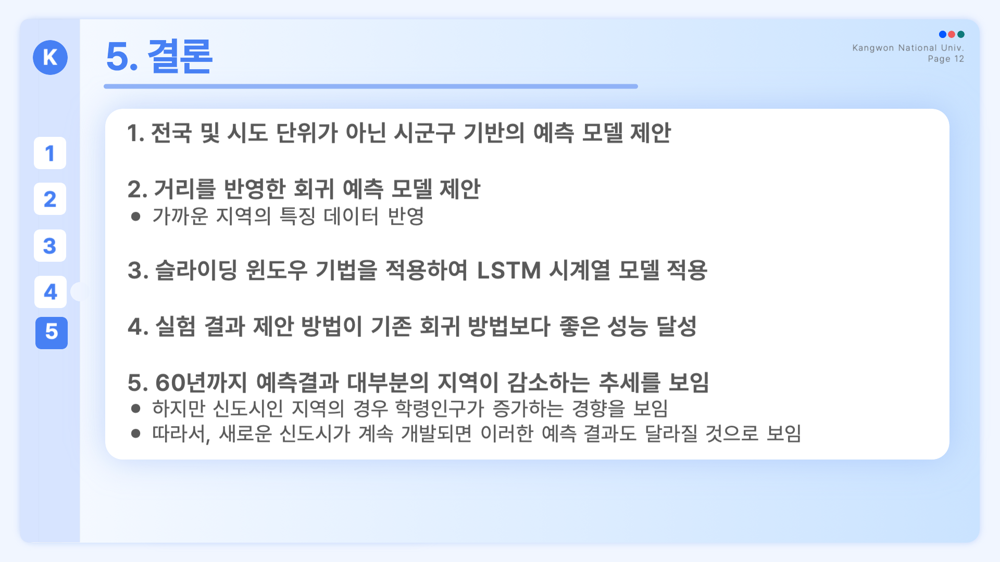 K
5. 결론
Kangwon National Univ.
Page 12
1
2
3
4
5
1. 전국 및 시도 단위가 아닌 시군구 기반의 예측 모델 제안
2. 거리를 반영한 회귀 예측 모델 제안
● 가까운 지역의 특징 데이터 반영
3. 슬라이딩 윈도우 기법을 적용하여 LSTM 시계열 모델 적용
4. 실험 결과 제안 방법이 기존 회귀 방법보다 좋은 성능 달성
5. 60년까지 예측결과 대부분의 지역이 감소하는 추세를 보임
● 하지만 신도시인 지역의 경우 학령인구가 증가하는 경향을 보임
● 따라서, 새로운 신도시가 계속 개발되면 이러한 예측 결과도 달라질 것으로 보임